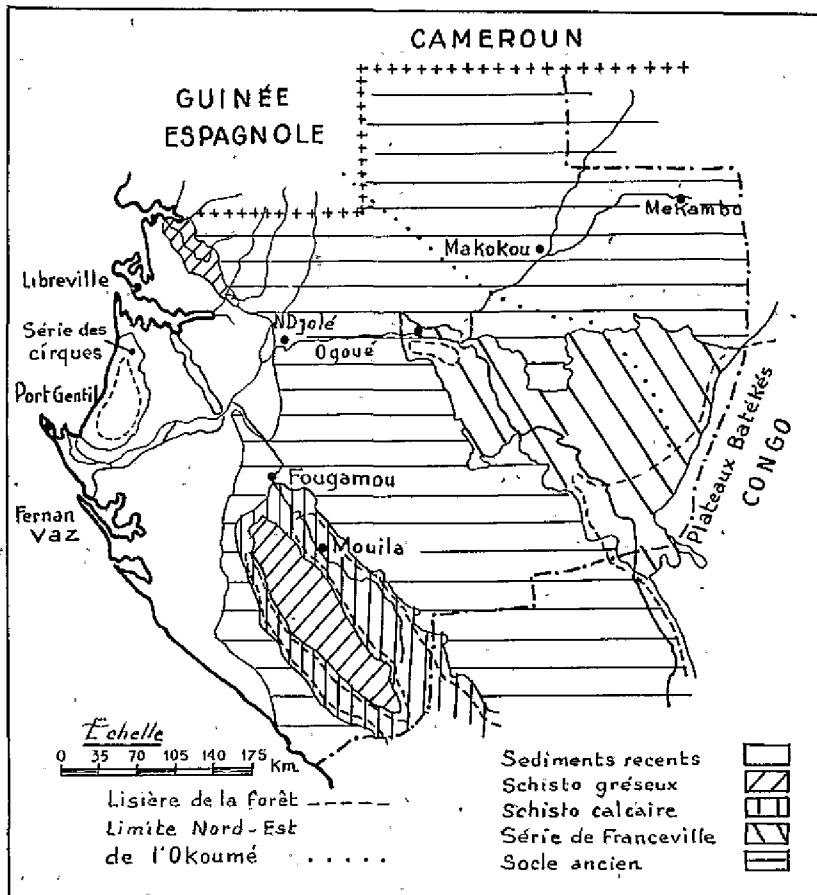 CAMEROUN
GUINÉE
ESPAGNOLE
Mekambo
Makokou
Libreville
NDjolé
Série des
cirques
Ogoué
Port Gentil
Plateaux Batékés
CONGO
Fougamou
Fernan
Vaz
Mouila
Echelle
0 35 70 105 140 175
Km.
Lisière de la forêt
Limite Nord-Est
de l'Okoumé
Sediments recents
Schisto gréseux
Schisto calcaire
Série de Franceville
Socle ancien